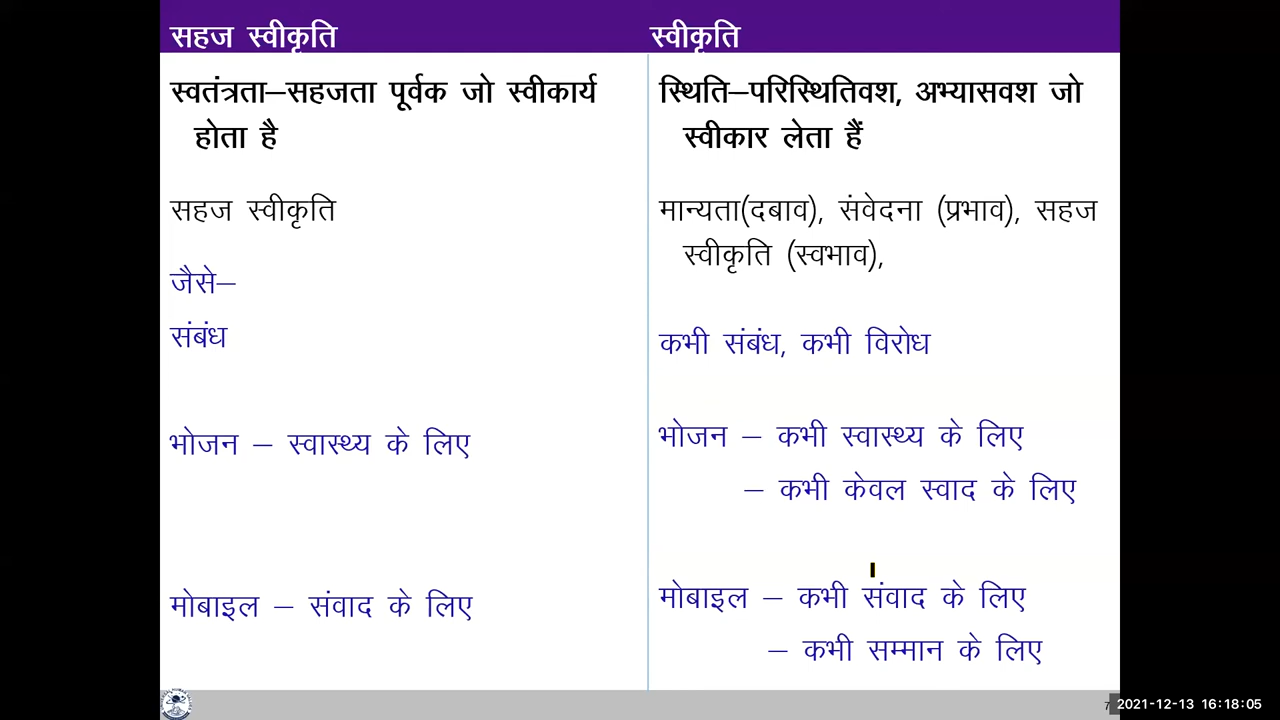 सहज स्वीकृति
स्वीकृति
स्वतंत्रता–सहजता पूर्वक जो स्वीकार्य
होता है
सहज स्वीकृति
जैसे–
संबंध
भोजन – स्वास्थ्य के लिए
मोबाइल – संवाद के लिए
स्थिति–परिस्थितिवश, अभ्यासवश जो
स्वीकार लेता हैं
मान्यता(दबाव), संवेदना (प्रभाव), सहज
स्वीकृति (स्वभाव),
कभी संबंध, कभी विरोध
भोजन – कभी स्वास्थ्य के लिए
– कभी केवल स्वाद के लिए
मोबाइल – कभी संवाद के लिए
– कभी सम्मान के लिए
2021-12-13 16:18:05